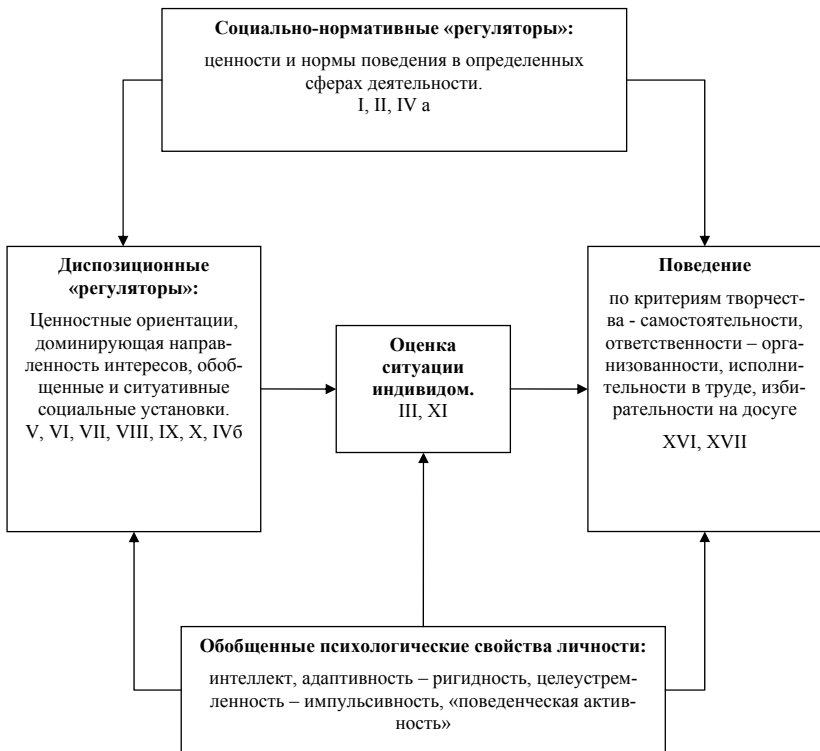 Социально-нормативные «регуляторы»:
ценности и нормы поведения в определенных
сферах деятельности.
I, II, IV а
Диспозиционные
«регуляторы»:
Ценностные ориентации,
доминирующая направ-
ленность интересов, обоб-
щенные и ситуативные
социальные установки.
V, VI, VII, VIII, IX, X, IVб
Оценка
ситуации
индивидом.
III, XI
Поведение
по критериям творчест-
ва - самостоятельности,
ответственности – орга-
низованности, исполни-
тельности в труде, изби-
рательности на досуге
XVI, XVII
Обобщенные психологические свойства личности:
интеллект, адаптивность – ригидность, целеустрем-
ленность – импульсивность, «поведенческая актив-
ность»